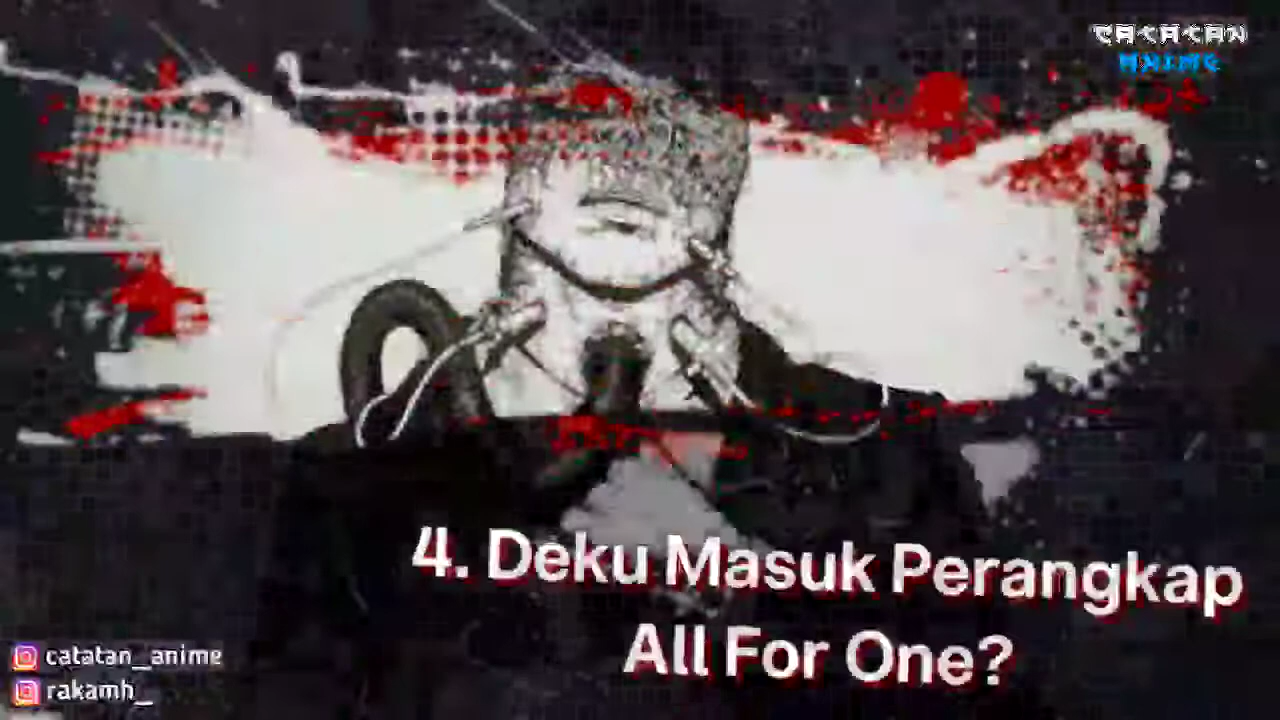 CATATAN
ANIME
4. Deku Masuk Perangkap
All For One?
catatan_anime
rakamh_